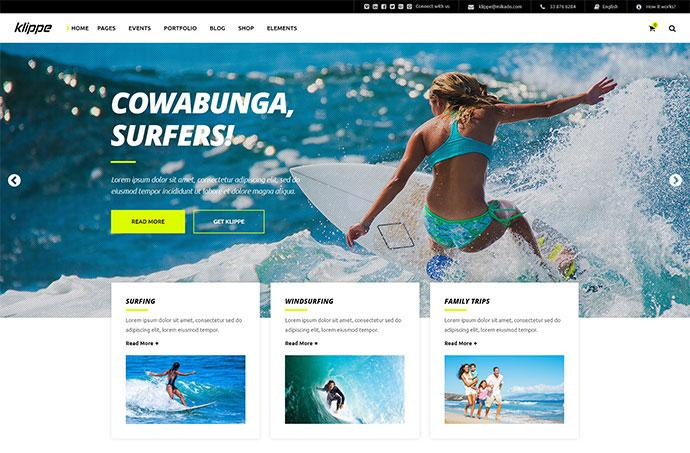 Connect with us klippe@mikado.com 33 876 6284 English How it works?
klippe HOME PAGES EVENTS PORTFOLIO BLOG SHOP ELEMENTS
COWABUNGA,
SURFERS!
Lorem ipsum dolor sit amet, consectetur adipiscing elit, sed do
eiusmod tempor incididunt ut labore et dolore magna aliqua.
READ MORE GET KLIPPE
SURFING
Lorem ipsum dolor sit amet, consectetur sed do
adipiscing elit, eiusmod tempor.
Read More +
WINDSURFING
Lorem ipsum dolor sit amet, consectetur sed do
adipiscing elit, eiusmod tempor.
Read More +
FAMILY TRIPS
Lorem ipsum dolor sit amet, consectetur sed do
adipiscing elit, eiusmod tempor.
Read More +